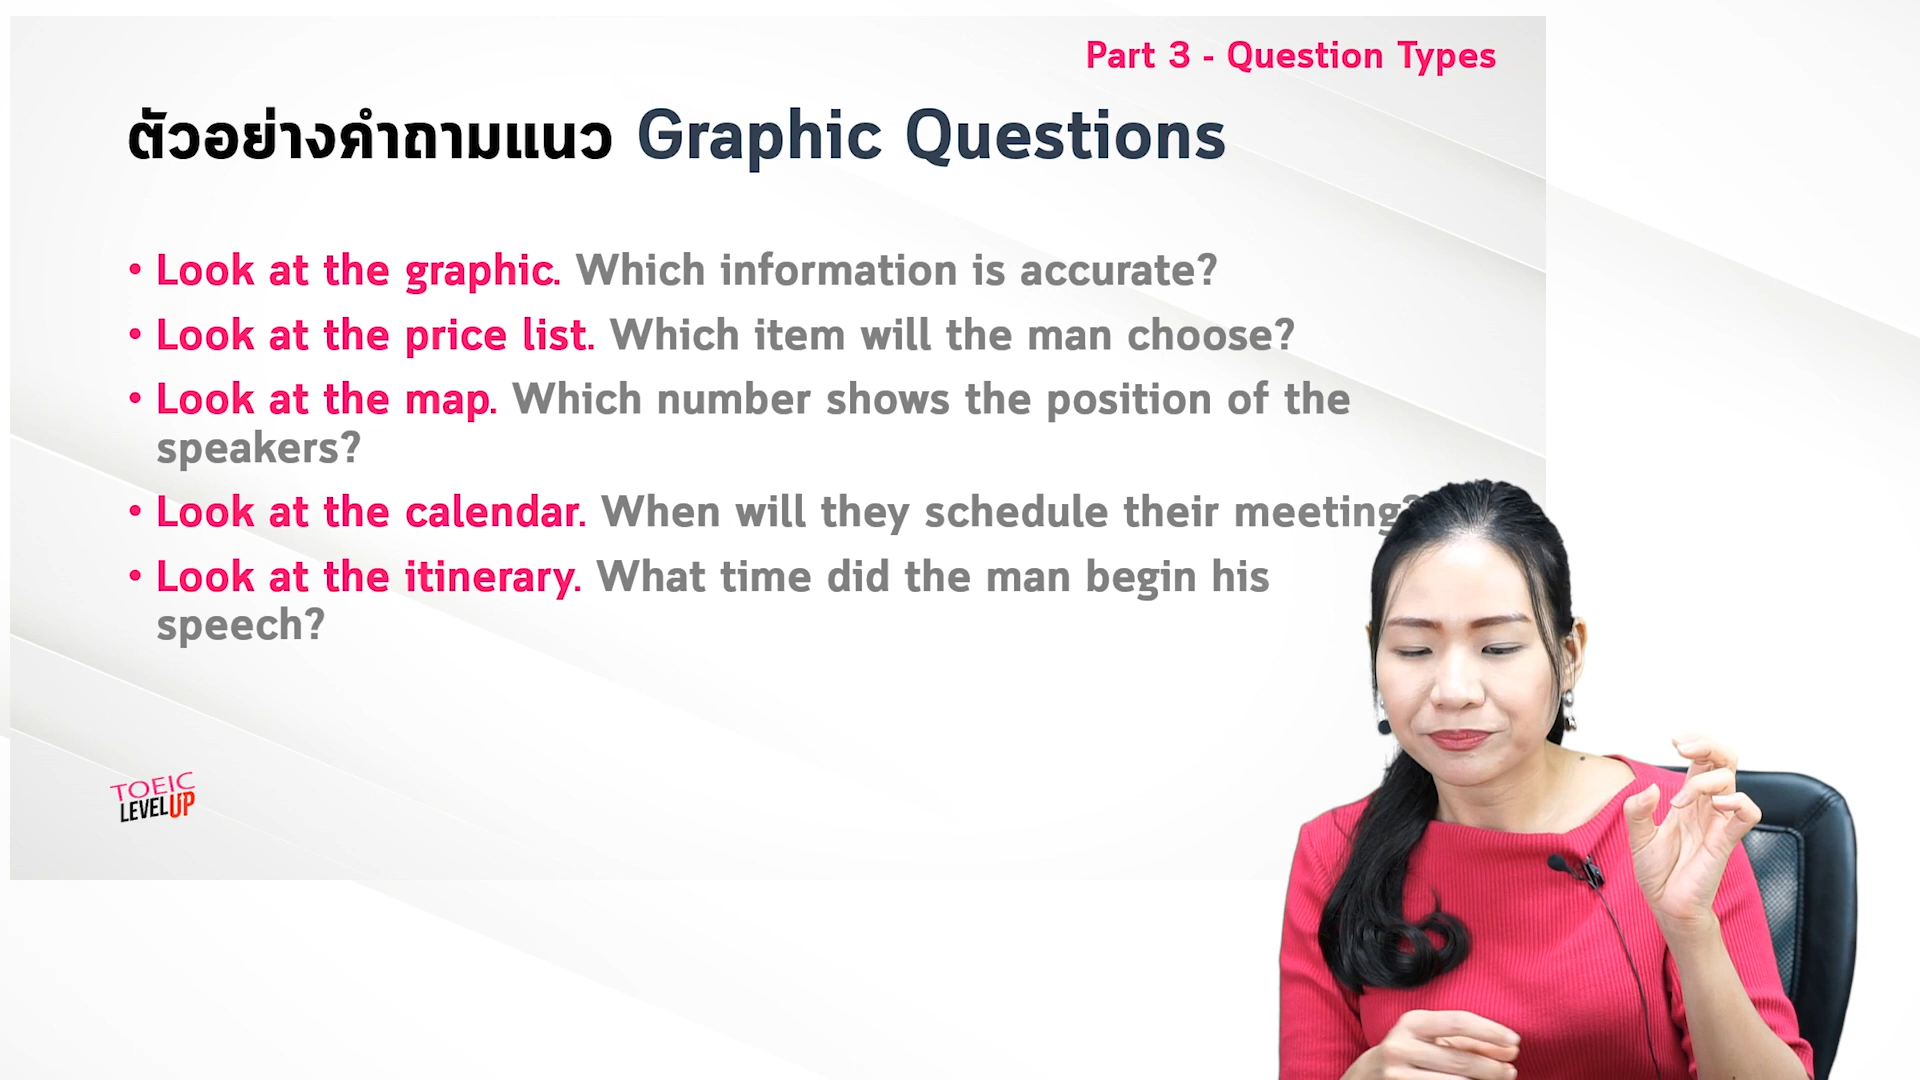 Part 3 - Question Types
ตัวอย่างคำถามแนว Graphic Questions
• Look at the graphic. Which information is accurate?
• Look at the price list. Which item will the man choose?
• Look at the map. Which number shows the position of the
speakers?
• Look at the calendar. When will they schedule their meeting?
• Look at the itinerary. What time did the man begin his
speech?
TOEIC
LEVELUP